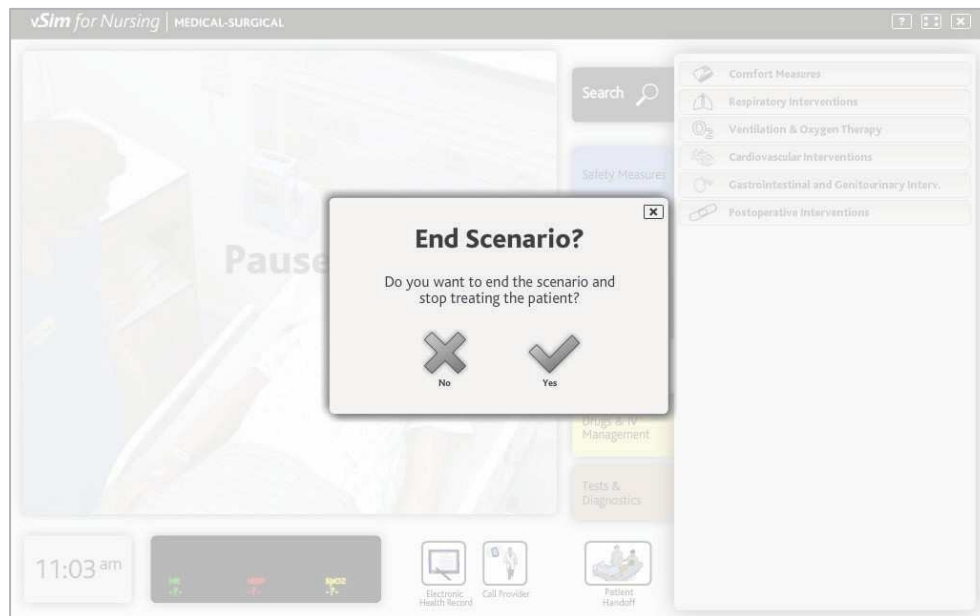 vSim for Nursing | MEDICAL-SURGICAL
?
Search
Comfort Measures
Respiratory Interventions
Ventilation & Oxygen Therapy
Cardiovascular Interventions
Gastrointestinal and Genitourinary Interv.
Postoperative Interventions
Safety Measures
Pause
End Scenario?
Do you want to end the scenario and
stop treating the patient?
No
Yes
Drugs & IV
Management
Tests &
Diagnostics
11:03 am
HR
SpO2
-?-
-?-
-?-
Electronic
Health Record
Call Provider
Patient
Handoff